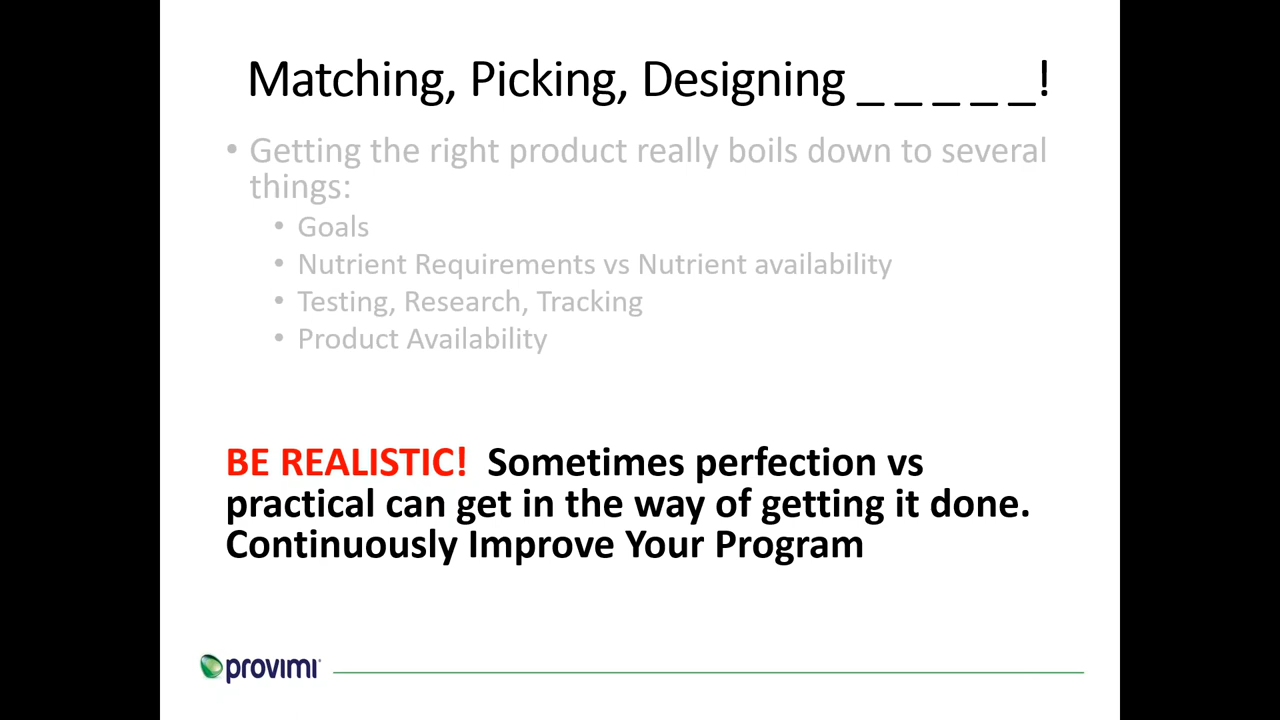 Matching, Picking, Designing _ _ _ _ _!
• Getting the right product really boils down to several
things:
• Goals
• Nutrient Requirements vs Nutrient availability
• Testing, Research, Tracking
• Product Availability
BE REALISTIC! Sometimes perfection vs
practical can get in the way of getting it done.
Continuously Improve Your Program
provimi